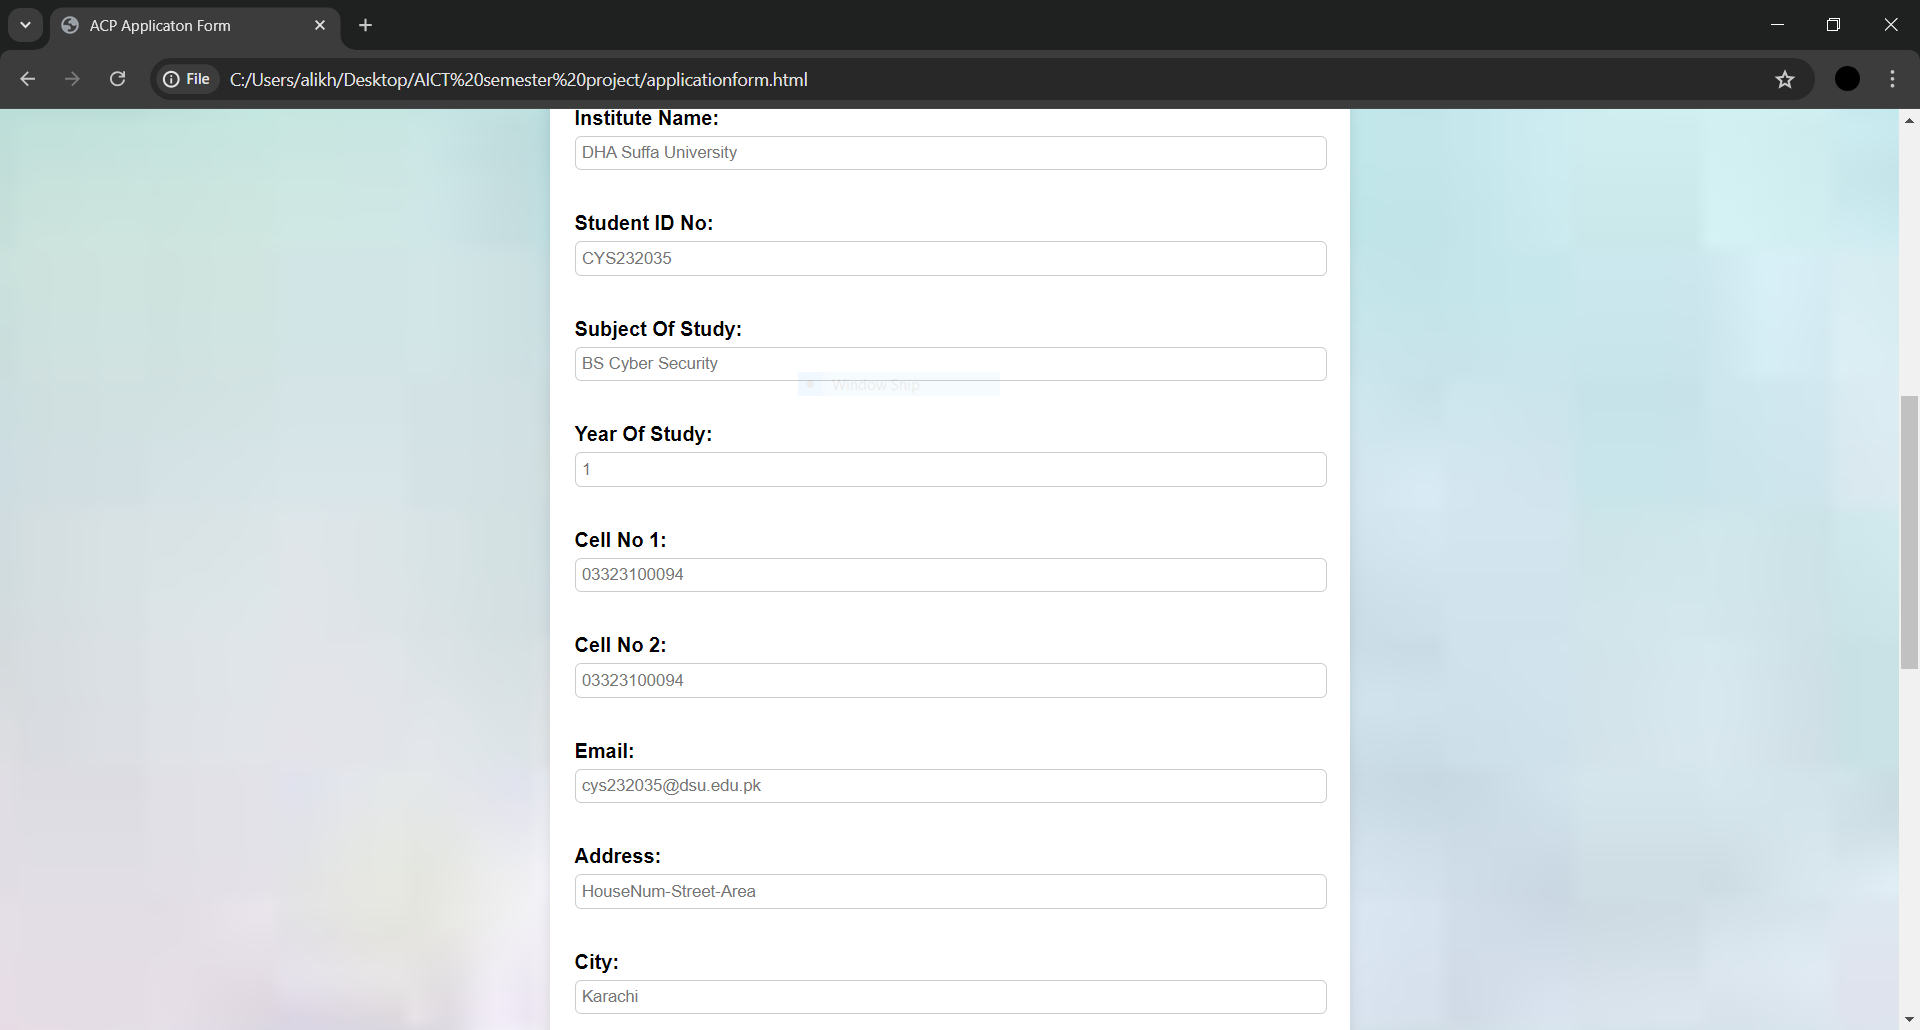 ACP Applicaton Form
File
C:/Users/alikh/Desktop/AICT%20semester%20project/applicationform.html
Institute Name:
DHA Suffa University
Student ID No:
CYS232035
Subject Of Study:
BS Cyber Security
Window Snip
Year Of Study:
1
Cell No 1:
03323100094
Cell No 2:
03323100094
Email:
cys232035@dsu.edu.pk
Address:
HouseNum-Street-Area
City:
Karachi